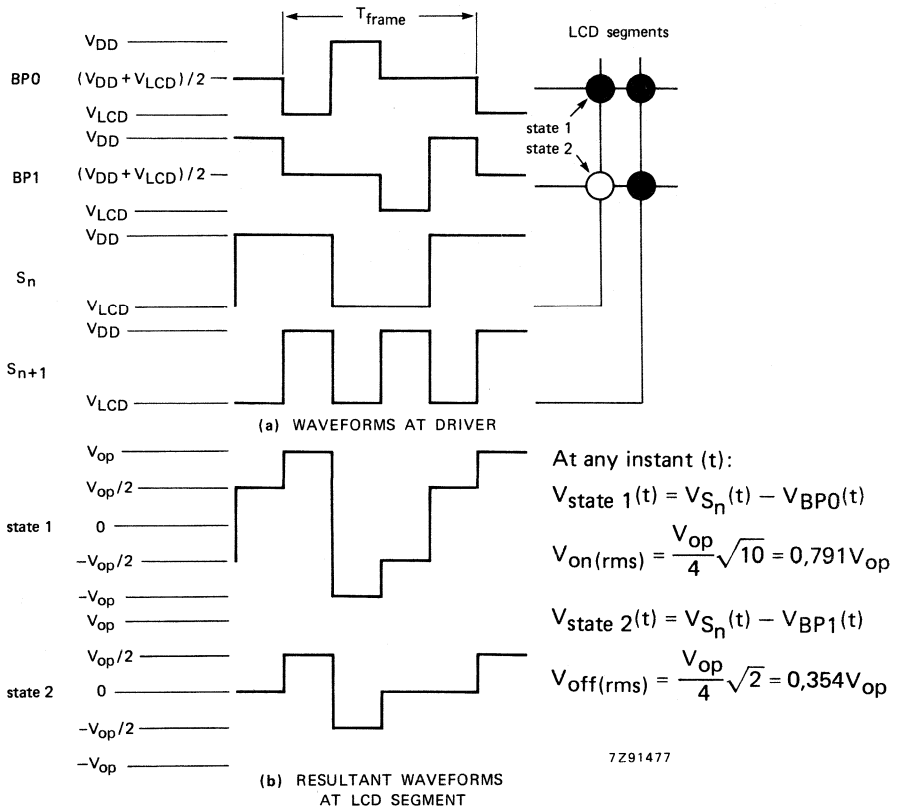 T_frame
LCD segments
BP0
V_DD
(V_DD + V_LCD)/2
V_LCD
state 1
state 2
BP1
V_DD
(V_DD + V_LCD)/2
V_LCD
S_n
V_DD
V_LCD
S_n+1
V_DD
V_LCD
(a) WAVEFORMS AT DRIVER
state 1
V_op
V_op/2
0
−V_op/2
−V_op
state 2
V_op
V_op/2
0
−V_op/2
−V_op
(b) RESULTANT WAVEFORMS
AT LCD SEGMENT
At any instant (t):
V_state 1(t) = V_Sn(t) − V_BP0(t)
V_on(rms) = V_op/4 √10 = 0,791V_op
V_state 2(t) = V_Sn(t) − V_BP1(t)
V_off(rms) = V_op/4 √2 = 0,354V_op
7Z91477